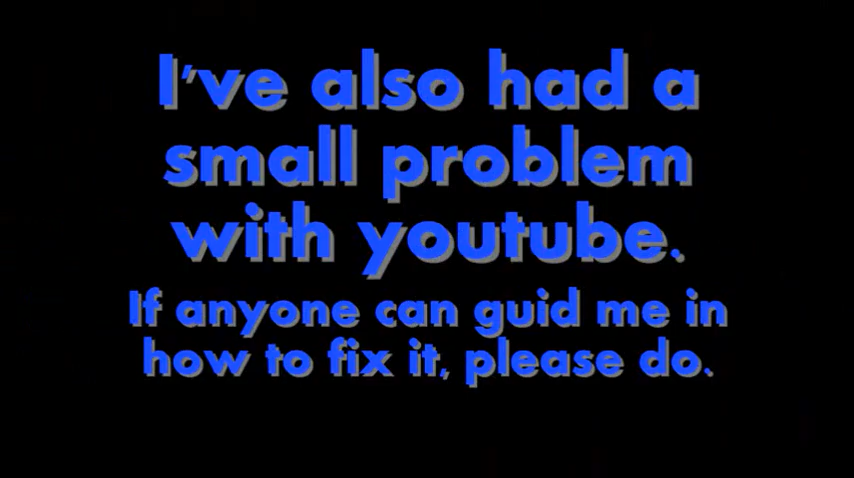 I've also had a
small problem
with youtube.
If anyone can guid me in
how to fix it, please do.